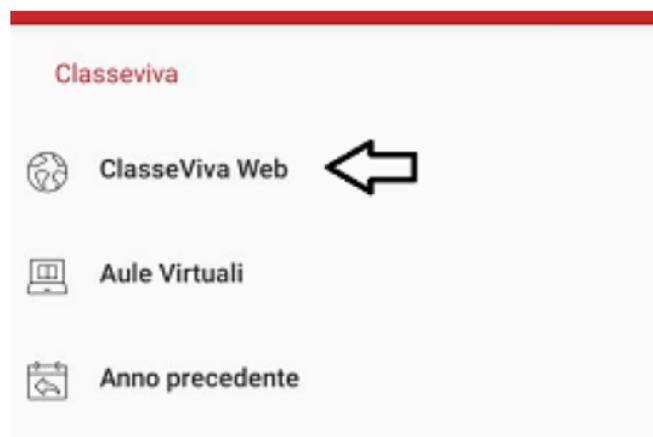 Classeviva
ClasseViva Web
Aule Virtuali
Anno precedente